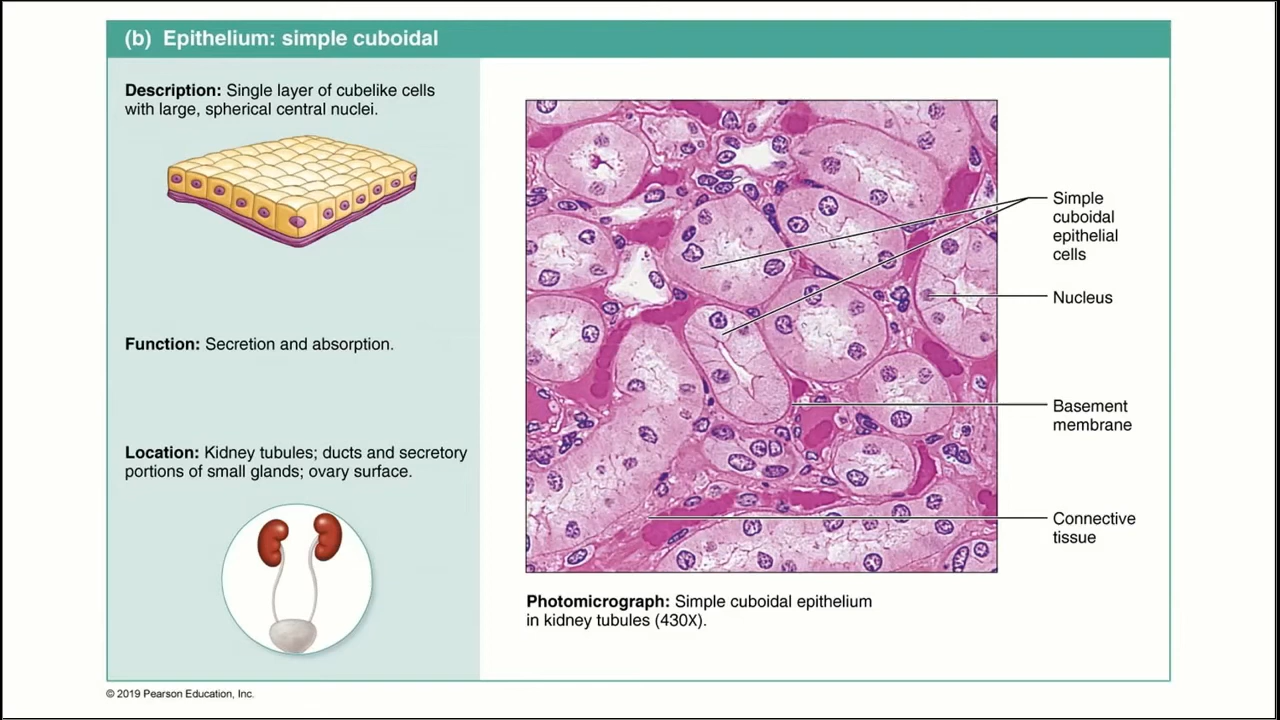 (b) Epithelium: simple cuboidal
Description: Single layer of cubelike cells
with large, spherical central nuclei.
Function: Secretion and absorption.
Location: Kidney tubules; ducts and secretory
portions of small glands; ovary surface.
Simple
cuboidal
epithelial
cells
Nucleus
Basement
membrane
Connective
tissue
Photomicrograph: Simple cuboidal epithelium
in kidney tubules (430X).
© 2019 Pearson Education, Inc.